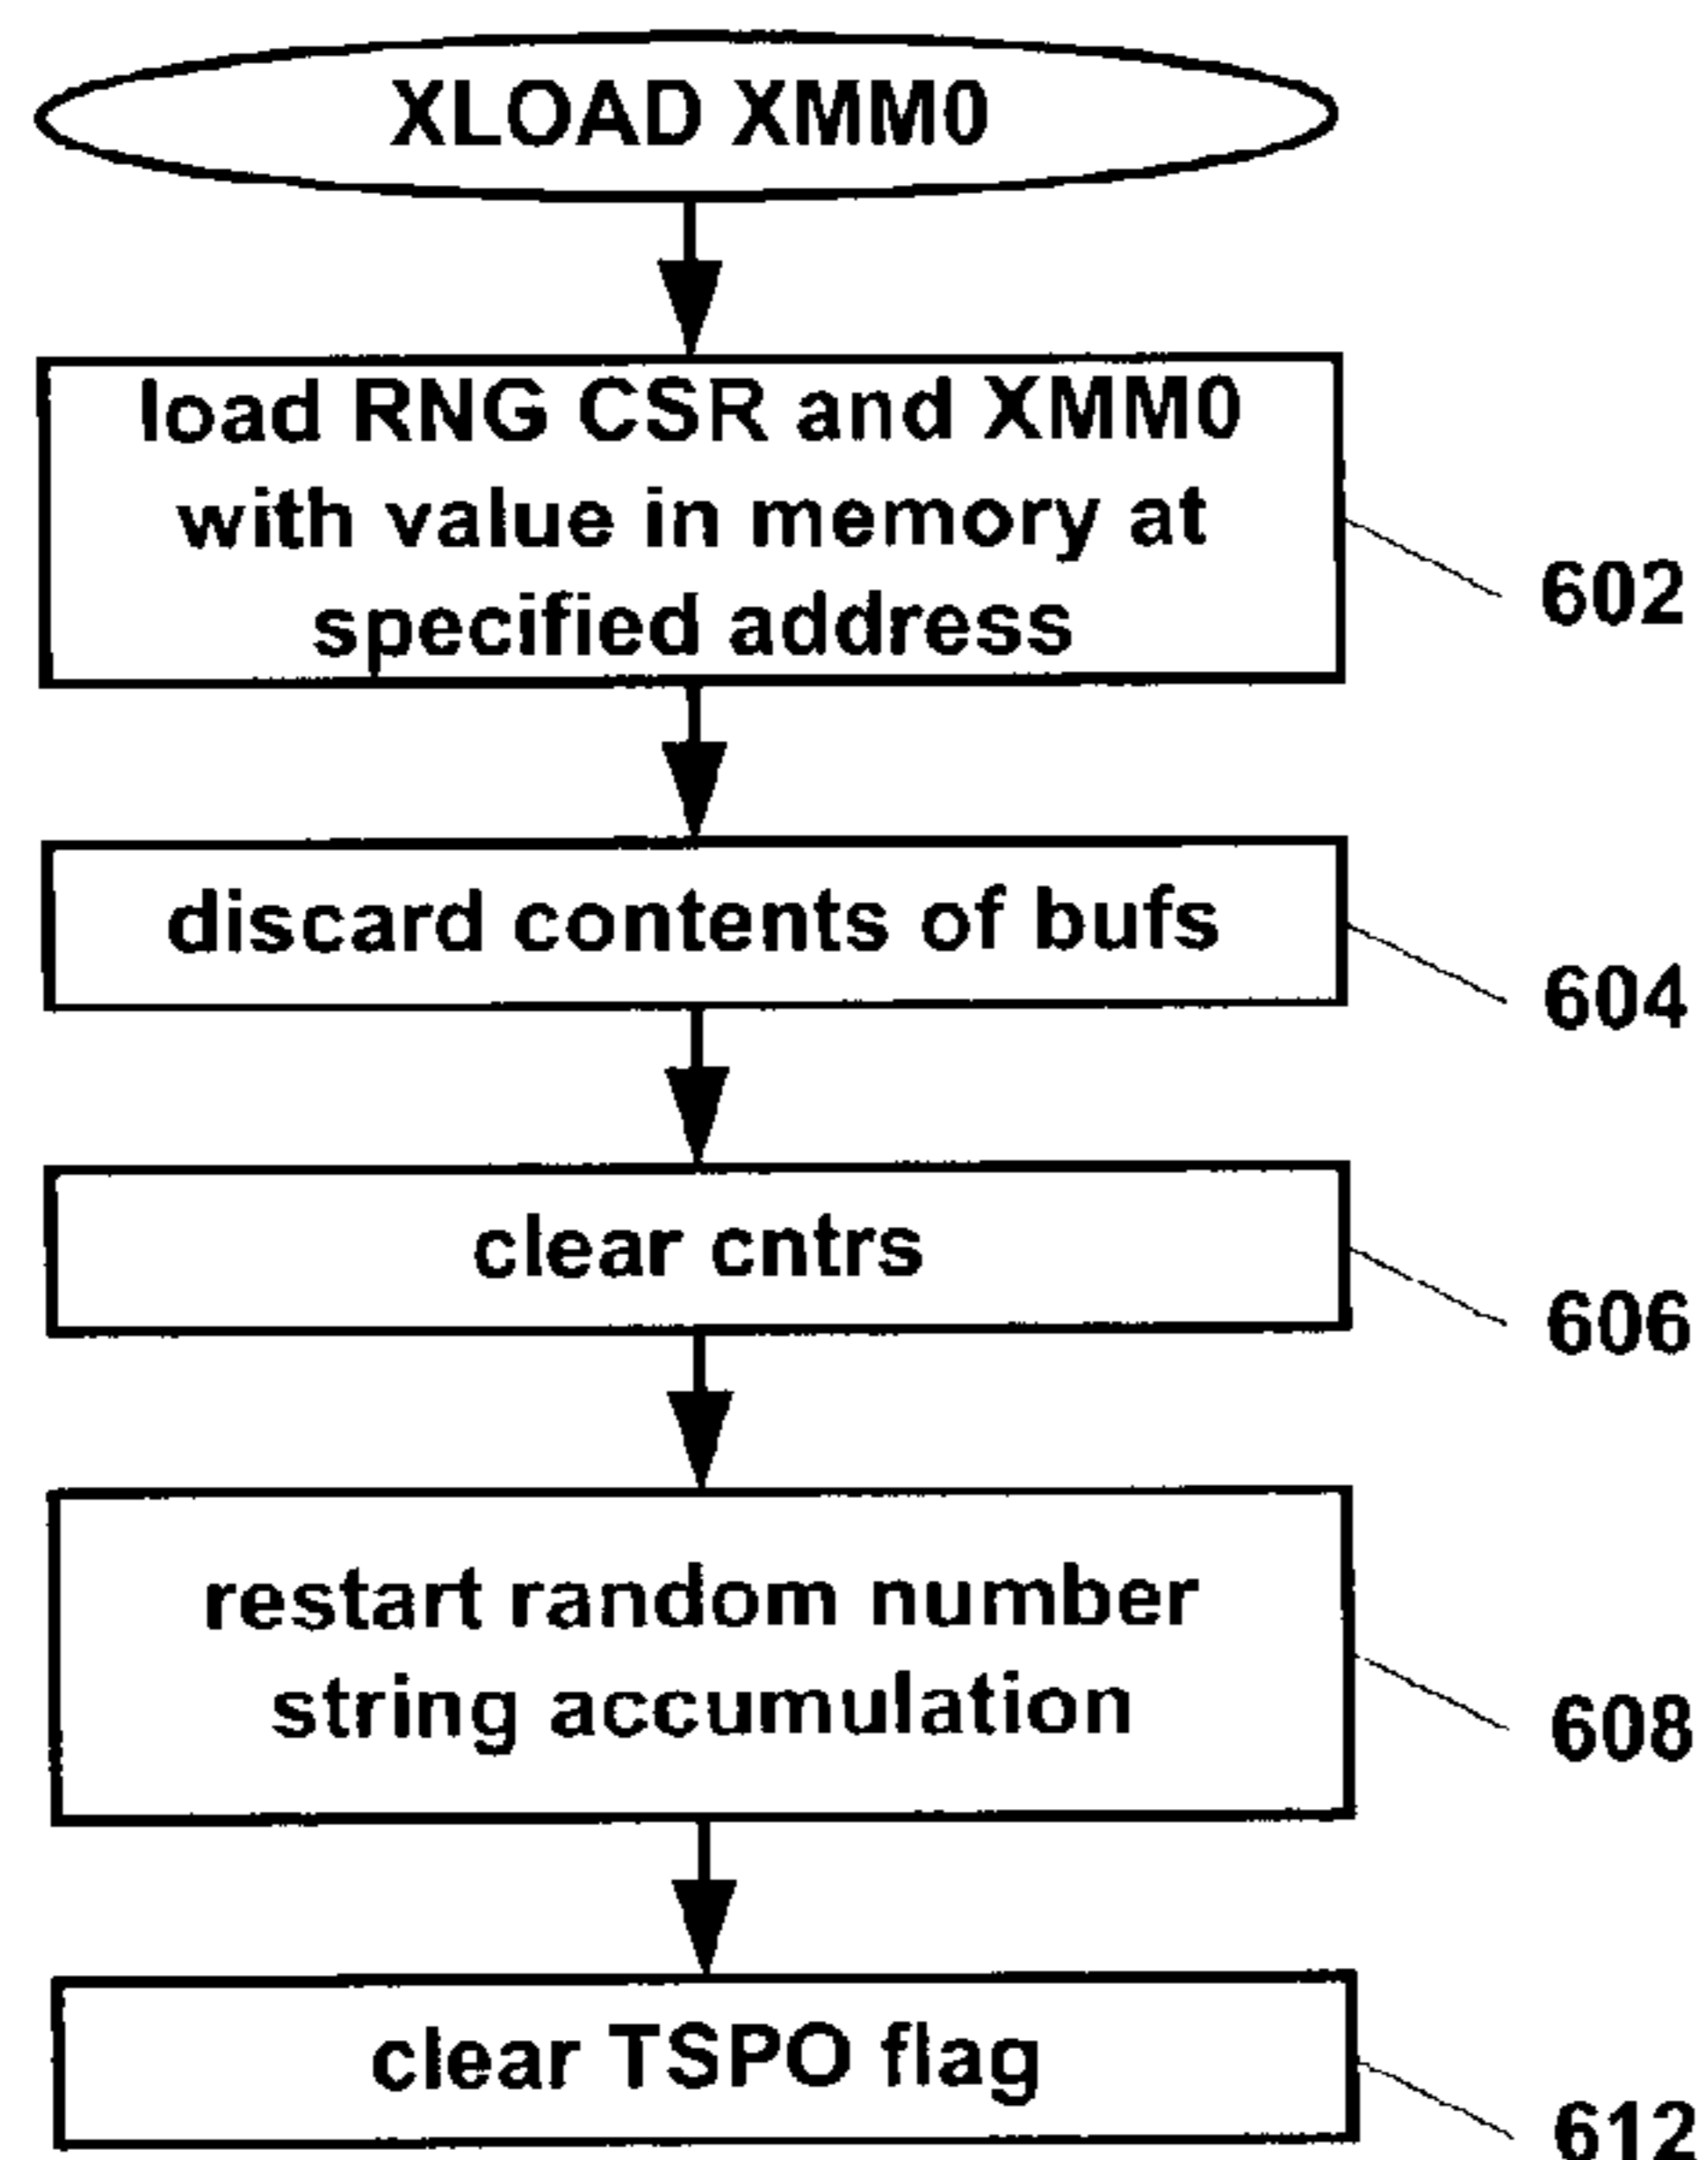 XLOAD XMM0
load RNG CSR and XMM0
with value in memory at
specified address
602
discard contents of bufs
604
clear cntrs
606
restart random number
string accumulation
608
clear TSPO flag
612